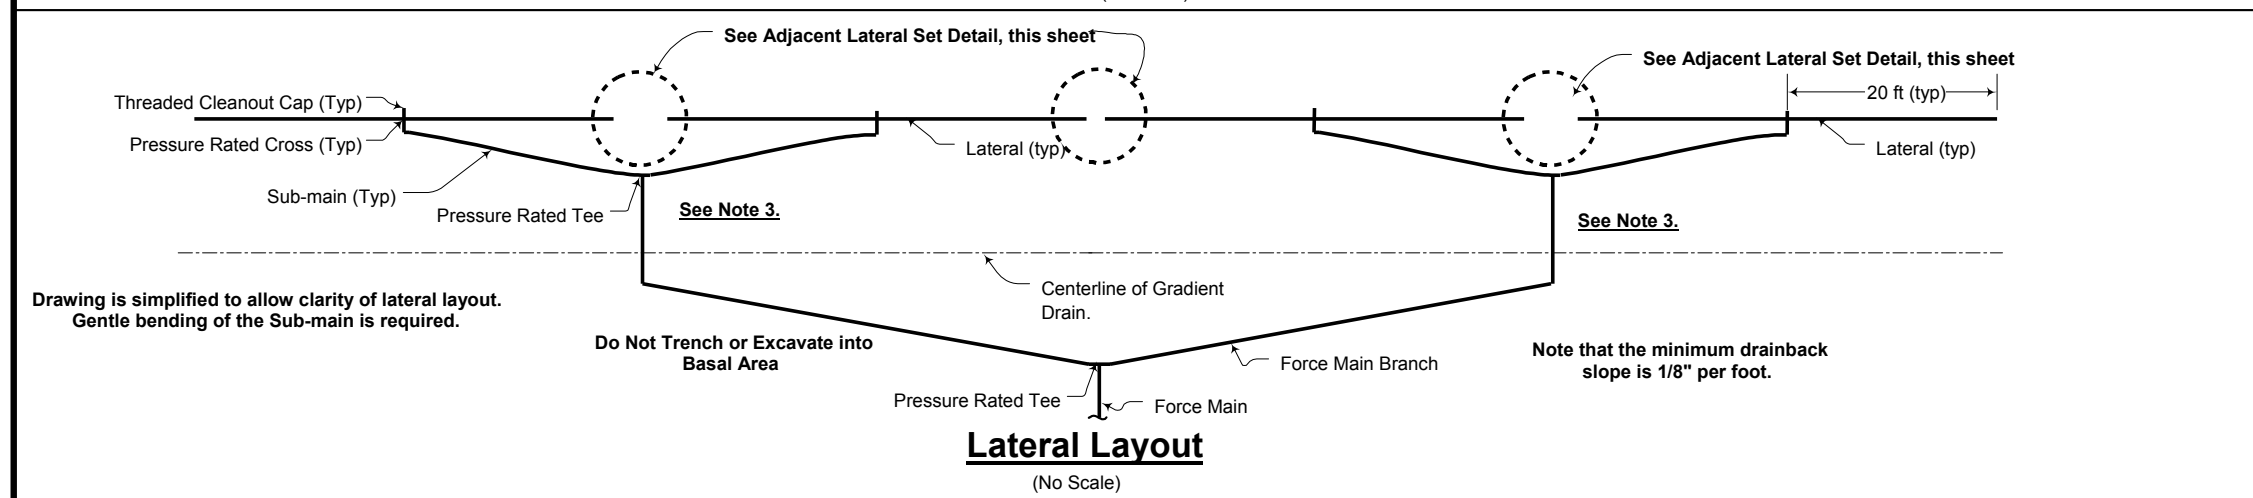 See Adjacent Lateral Set Detail, this sheet
See Adjacent Lateral Set Detail, this sheet
Threaded Cleanout Cap (Typ)
20 ft (typ)
Pressure Rated Cross (Typ)
Lateral (typ)
Lateral (typ)
Sub-main (Typ)
Pressure Rated Tee
See Note 3.
See Note 3.
Centerline of Gradient
Drain.
Drawing is simplified to allow clarity of lateral layout.
Gentle bending of the Sub-main is required.
Do Not Trench or Excavate into
Basal Area
Force Main Branch
Note that the minimum drainback
slope is 1/8" per foot.
Pressure Rated Tee
Force Main
Lateral Layout
(No Scale)